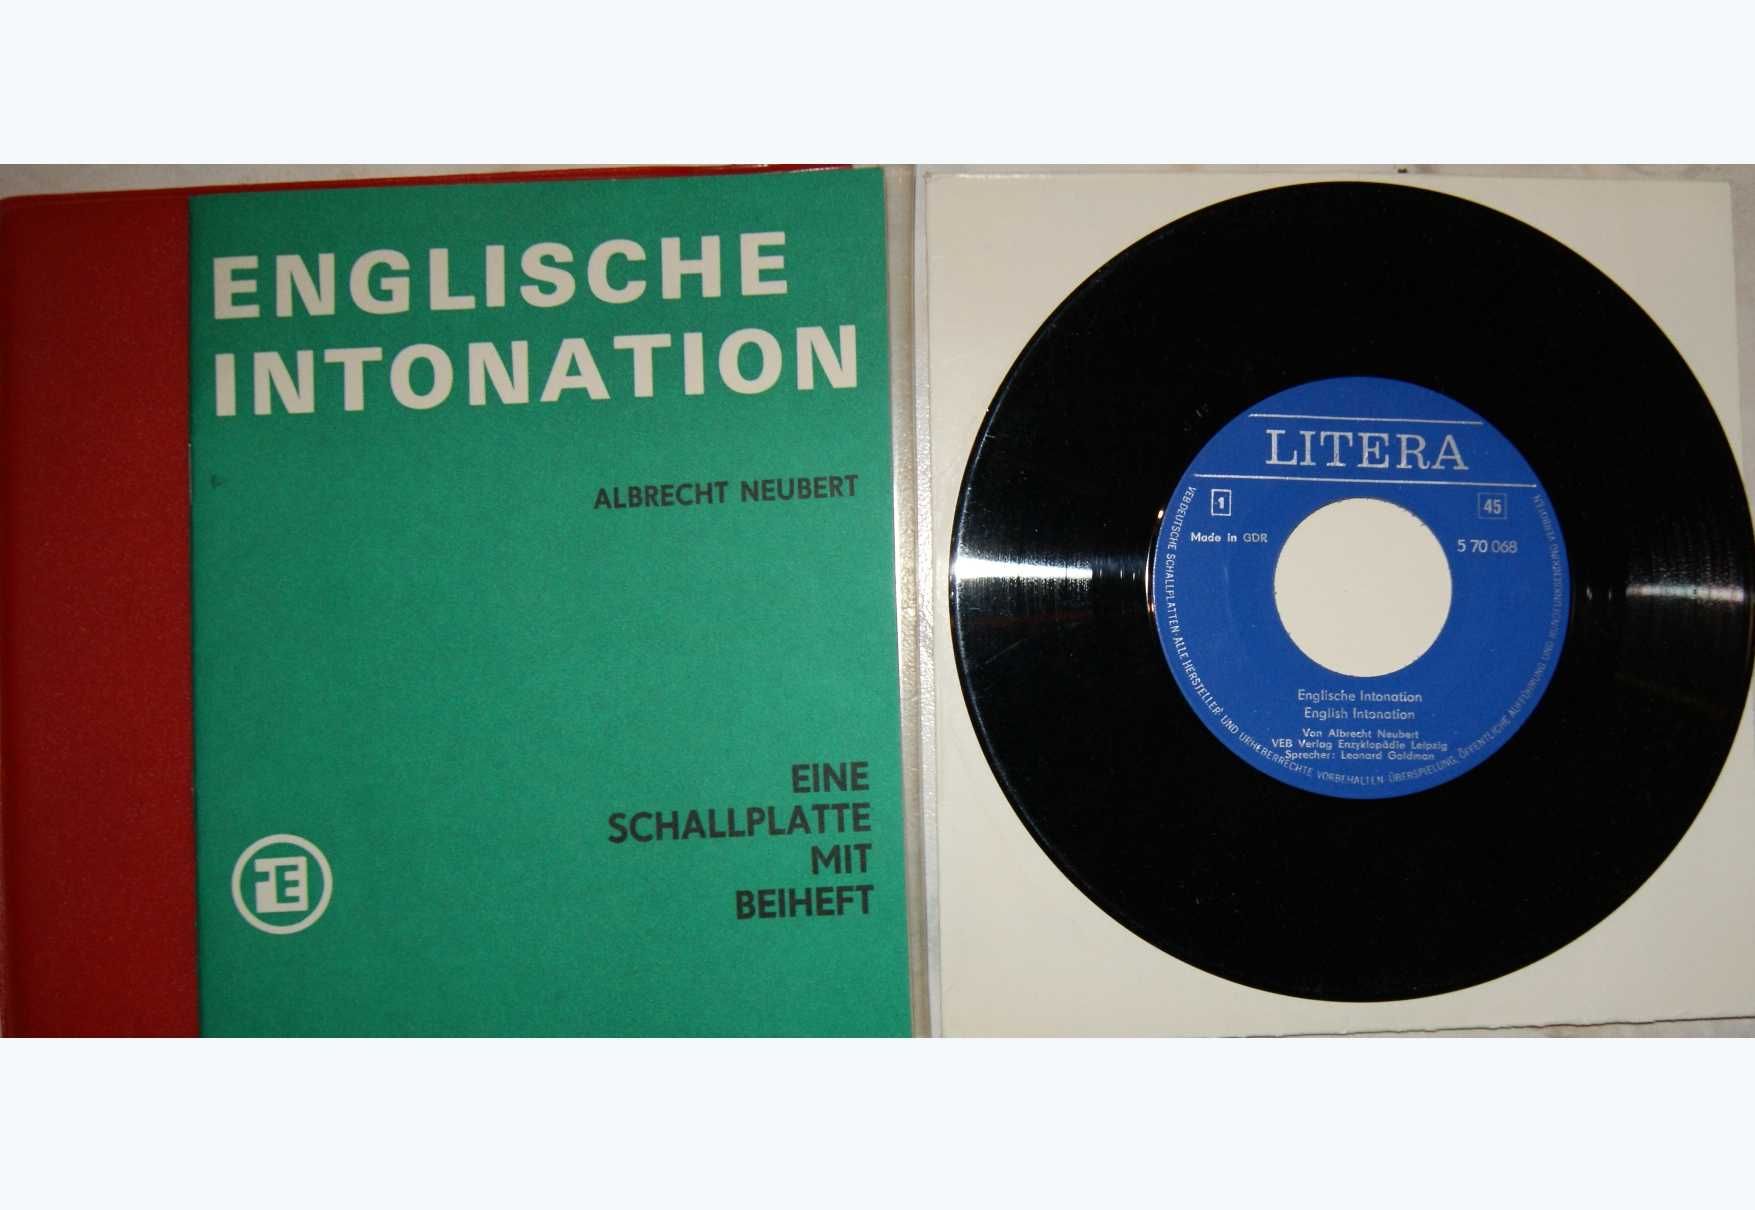 ENGLISCHE
INTONATION
ALBRECHT NEUBERT
EINE
SCHALLPLATTE
MIT
BEIHEFT
LITERA
1
45
Made in GDR
5 70 068
Englische Intonation
English Intonation
Von Albrecht Neubert
VEB Verlag Enzyklopädie Leipzig
Sprecher: Leonard Goldman
VEB DEUTSCHE SCHALLPLATTEN · ALLE HERSTELLER- UND URHEBERRECHTE VORBEHALTEN · ÜBERSPIELUNG, ÖFFENTLICHE AUFFÜHRUNG UND RUNDFUNKSENDUNG VERBOTEN